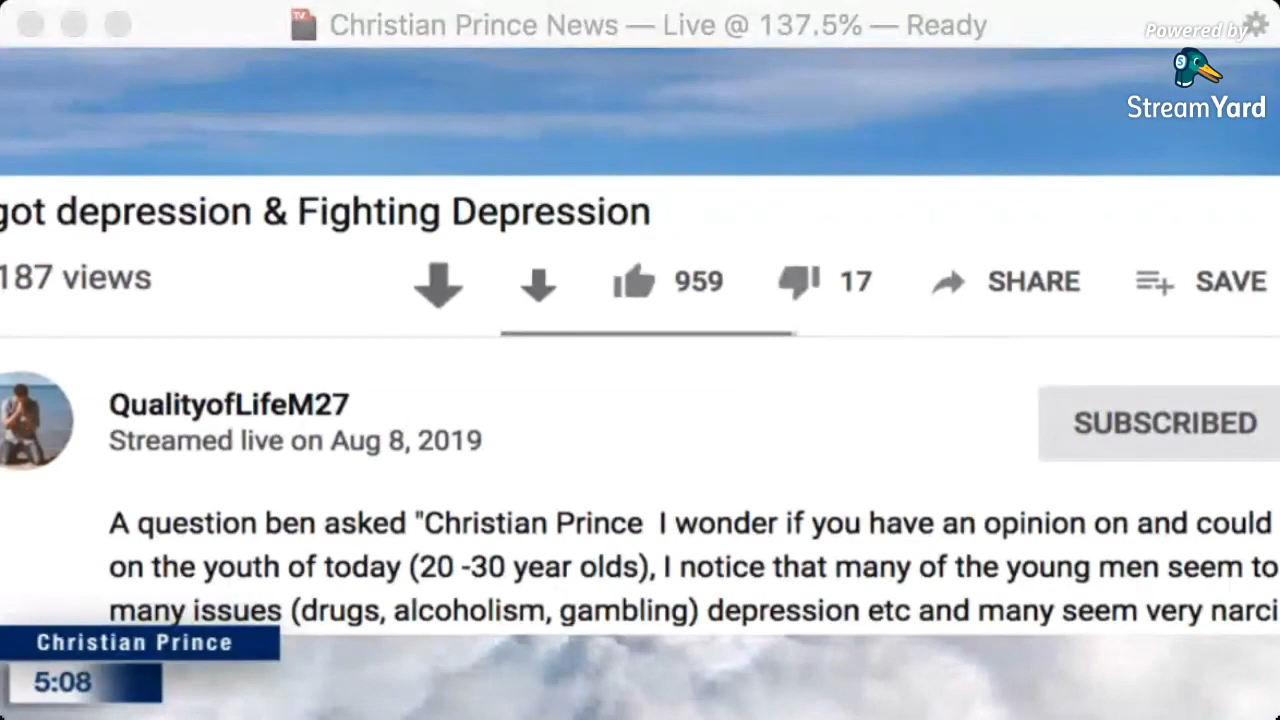 TV
Christian Prince News — Live @ 137.5% — Ready
Powered by
StreamYard
got depression & Fighting Depression
187 views
959
17
SHARE
SAVE
QualityofLifeM27
Streamed live on Aug 8, 2019
SUBSCRIBED
A question ben asked "Christian Prince I wonder if you have an opinion on and could
on the youth of today (20 -30 year olds), I notice that many of the young men seem to
many issues (drugs, alcoholism, gambling) depression etc and many seem very narci
Christian Prince
5:08